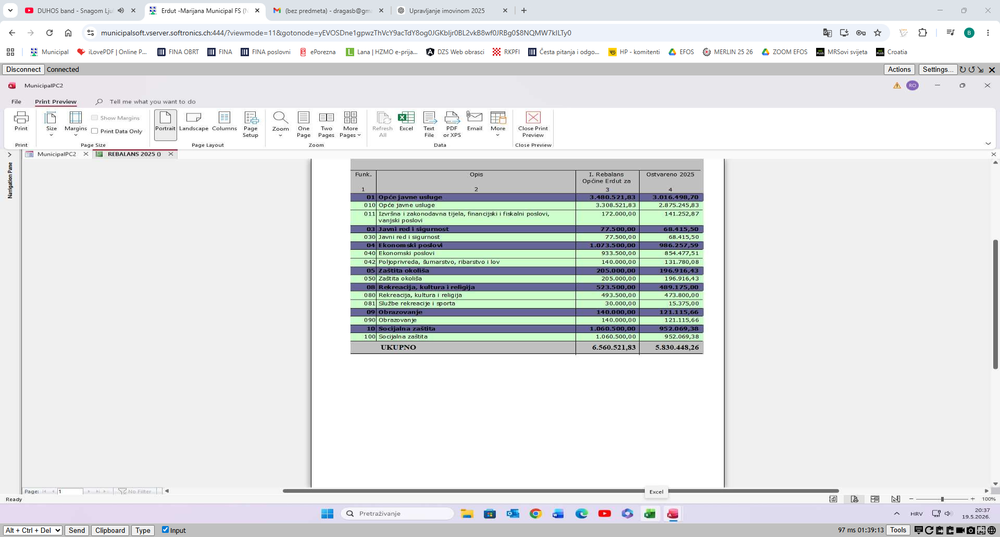 DUHOS band - Snagom Lju
Erdut -Marijana Municipal FS (N
(bez predmeta) - dragasb@gma
Upravljanje imovinom 2025
municipalsoft.vserver.softronics.ch:444/?viewmode=11&gotonode=yEVOSDne1gpwzThVcY9acTdY8og0JGKbIjr0BL2vkB8wf0JRBg0$8NQMW7kILTy0
B
Municipal
iLovePDF | Online P...
FINA OBRT
FINA
FINA poslovni
ePorezna
Lana | HZMO e-prija...
DZS Web obrasci
RKPFI
Česta pitanja i odgo...
HP - komitenti
EFOS
MERLIN 25 26
ZOOM EFOS
MRSovi svijeta
Croatia
Disconnect Connected
Actions Settings...
MunicipalPC2
RO
File Print Preview Tell me what you want to do
Print
Size
Margins
Show Margins
Print Data Only
Portrait
Landscape
Columns
Page Setup
Zoom
One Page
Two Pages
More Pages
Refresh All
Excel
Text File
PDF or XPS
Email
More
Close Print Preview
Print Page Size Page Layout Zoom Data Close Preview
MunicipalPC2 REBALANS 2025 ()
Navigation Pane
Funk. Opis I. Rebalans Ostvareno 2025
Općine Erdut za
1 2 3 4
01 Opće javne usluge 3.480.521,83 3.016.498,70
010 Opće javne usluge 3.308.521,83 2.875.245,83
011 Izvršna i zakonodavna tijela, financijski i fiskalni poslovi, 172.000,00 141.252,87
vanjski poslovi
03 Javni red i sigurnost 77.500,00 68.415,50
030 Javni red i sigurnost 77.500,00 68.415,50
04 Ekonomski poslovi 1.073.500,00 986.257,59
040 Ekonomski poslovi 933.500,00 854.477,51
042 Poljoprivreda, šumarstvo, ribarstvo i lov 140.000,00 131.780,08
05 Zaštita okoliša 205.000,00 196.916,43
050 Zaštita okoliša 205.000,00 196.916,43
08 Rekreacija, kultura i religija 523.500,00 489.175,00
080 Rekreacija, kultura i religija 493.500,00 473.800,00
081 Službe rekreacije i sporta 30.000,00 15.375,00
09 Obrazovanje 140.000,00 121.115,66
090 Obrazovanje 140.000,00 121.115,66
10 Socijalna zaštita 1.060.500,00 952.069,38
100 Socijalna zaštita 1.060.500,00 952.069,38
UKUPNO 6.560.521,83 5.830.448,26
Page: 1 No Filter
Excel
Ready
100%
Pretraživanje
HRV
20:37
19.5.2026.
Alt + Ctrl + Del Send Clipboard Type Input
97 ms 01:39:13 Tools